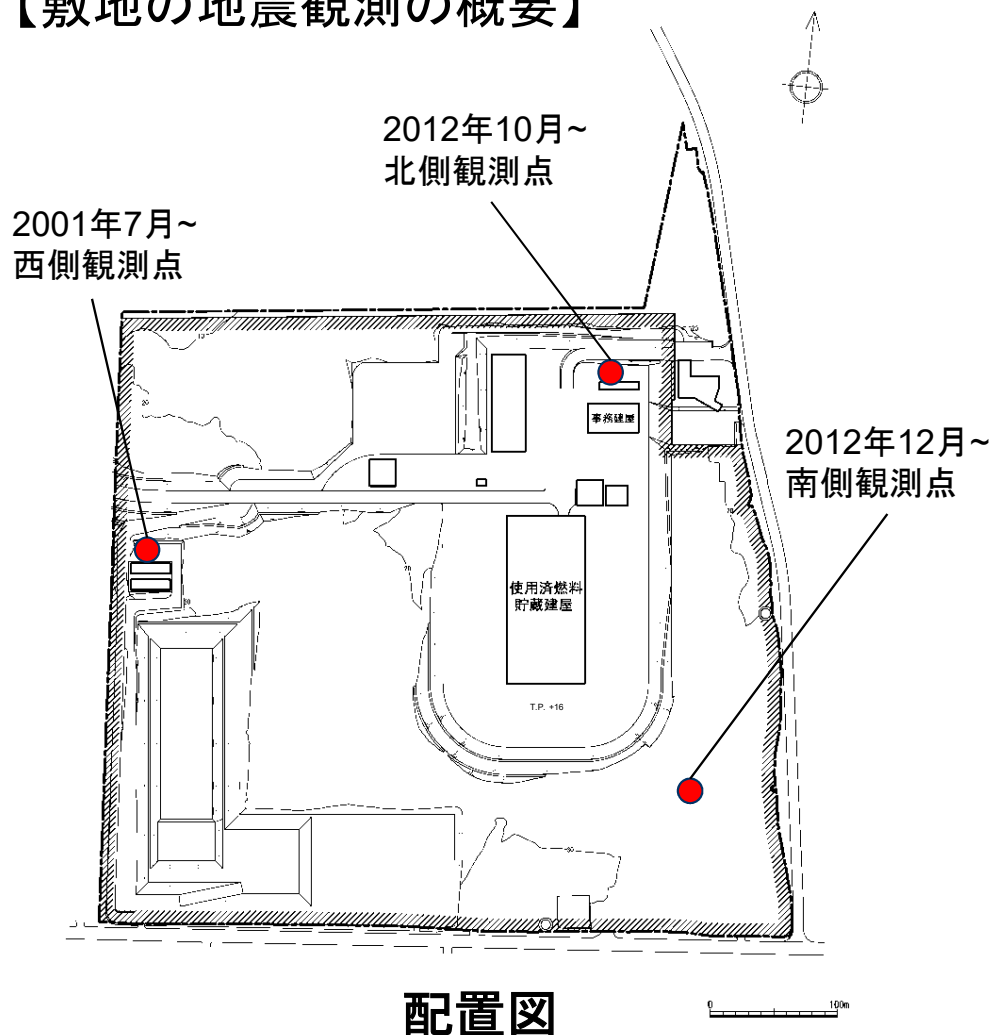 【敷地の地震観測の概要】
2012年10月~
北側観測点
2001年7月~
西側観測点
事務建屋
2012年12月~
南側観測点
使用済燃料
貯蔵建屋
T.P. +16
配置図
0 100m